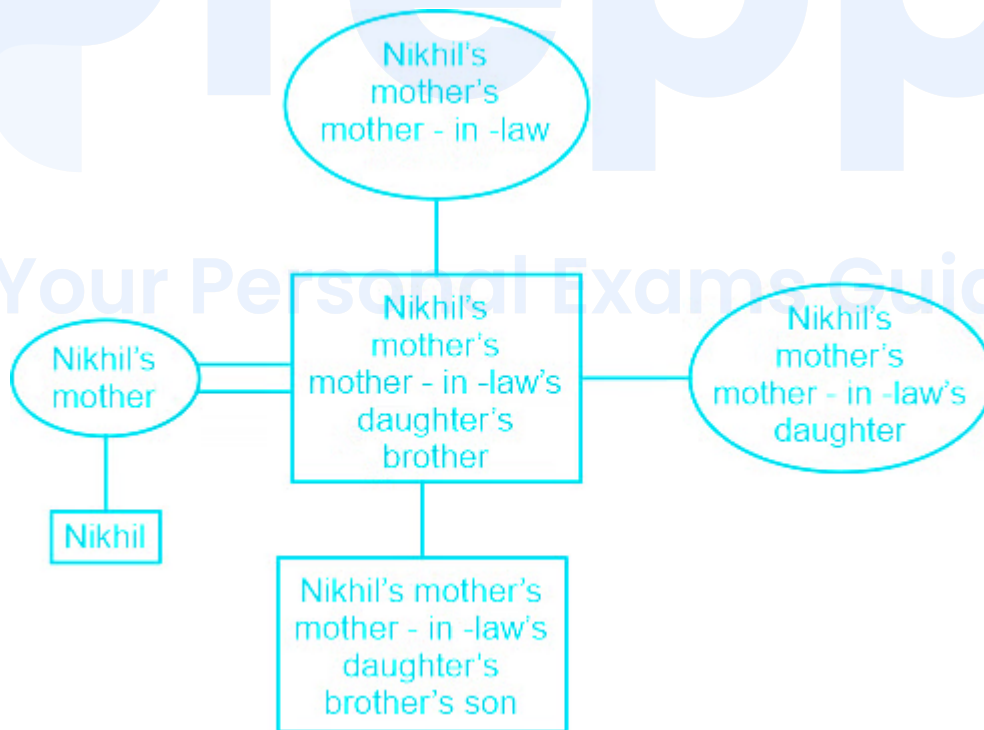 Prepp
Your Personal Exams Guid
Nikhil's
mother's
mother - in -law
Nikhil's
mother
Nikhil's
mother's
mother - in -law's
daughter's
brother
Nikhil's
mother's
mother - in -law's
daughter
Nikhil
Nikhil's mother's
mother - in -law's
daughter's
brother's son